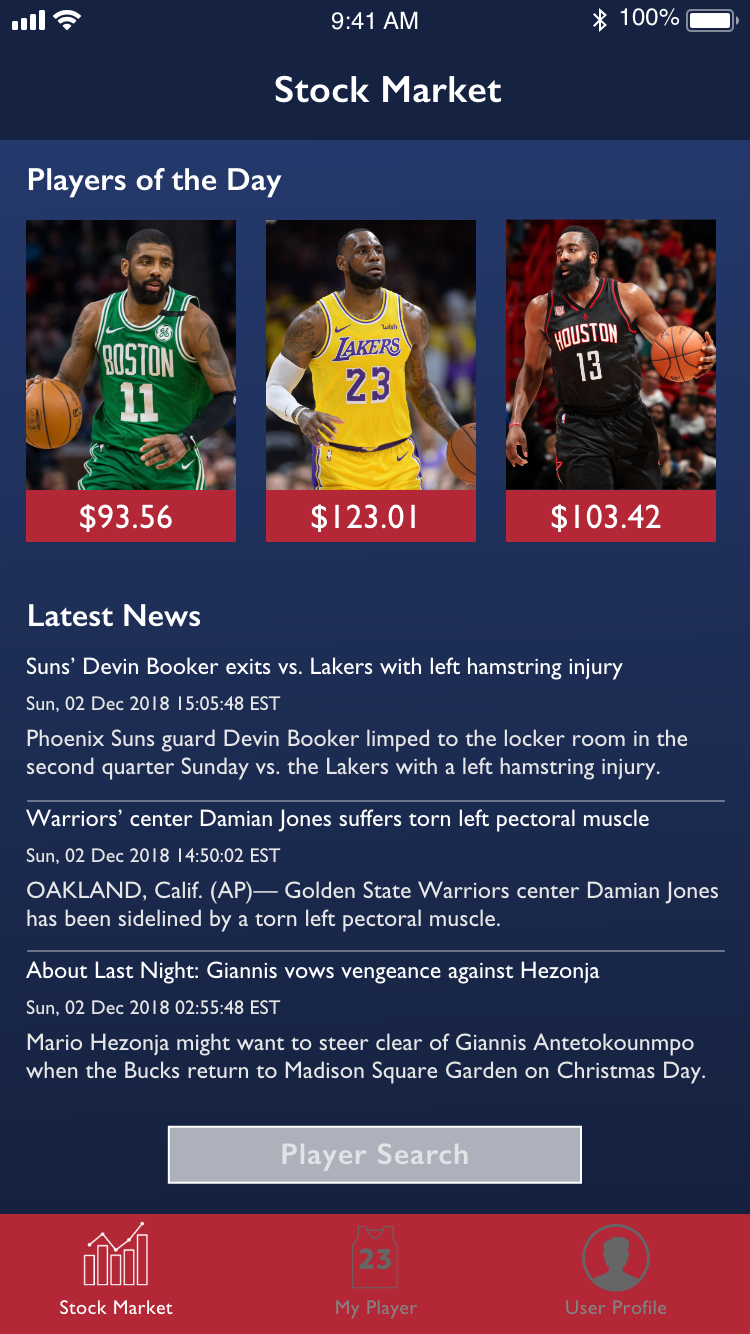 9:41 AM
100%
Stock Market
Players of the Day
BOSTON
11
wish
LAKERS
23
HOUSTON
13
$93.56
$123.01
$103.42
Latest News
Suns’ Devin Booker exits vs. Lakers with left hamstring injury
Sun, 02 Dec 2018 15:05:48 EST
Phoenix Suns guard Devin Booker limped to the locker room in the
second quarter Sunday vs. the Lakers with a left hamstring injury.
Warriors’ center Damian Jones suffers torn left pectoral muscle
Sun, 02 Dec 2018 14:50:02 EST
OAKLAND, Calif. (AP)— Golden State Warriors center Damian Jones
has been sidelined by a torn left pectoral muscle.
About Last Night: Giannis vows vengeance against Hezonja
Sun, 02 Dec 2018 02:55:48 EST
Mario Hezonja might want to steer clear of Giannis Antetokounmpo
when the Bucks return to Madison Square Garden on Christmas Day.
Player Search
23
Stock Market
My Player
User Profile